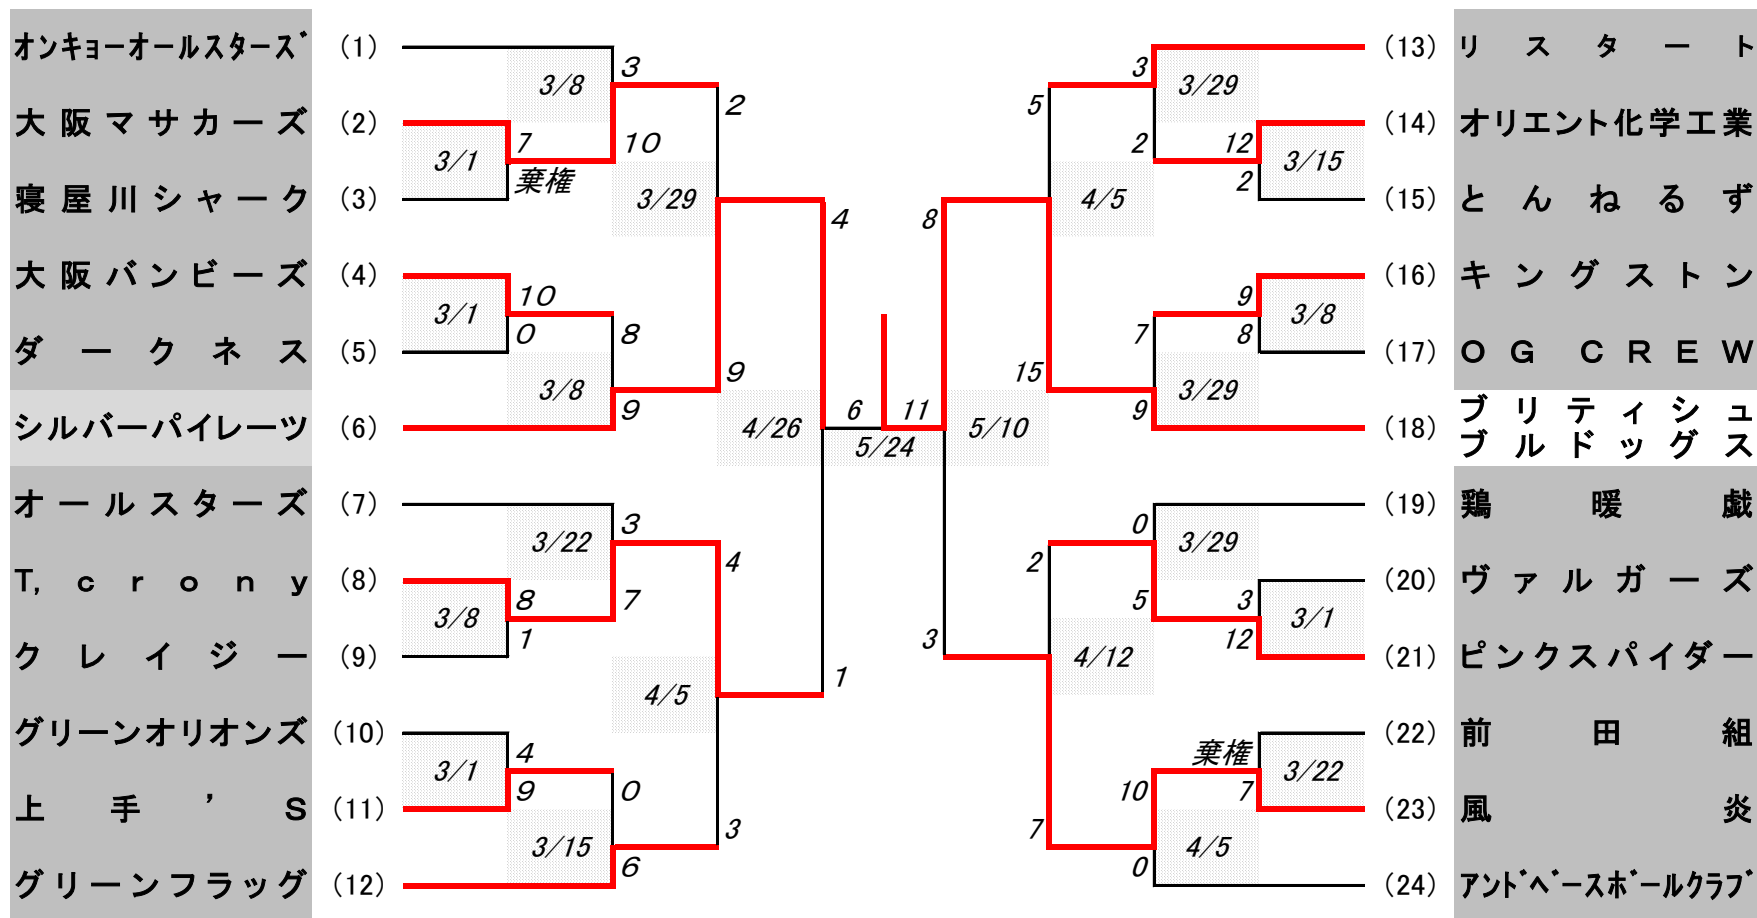 オンキョーオールスターズ (1)
大阪マサカーズ (2)
寝屋川シャーク (3)
大阪バンビーズ (4)
ダークネス (5)
シルバーパイレーツ (6)
オールスターズ (7)
T,crony (8)
クレイジー (9)
グリーンオリオンズ (10)
上手’S (11)
グリーンフラッグ (12)
3/8
3
3/1
7
棄権
10
3/29
2
3/1
10
0
8
3/8
9
9
4
4/26
6
5/24
11
3/22
3
3/8
8
1
7
4
4/5
1
3/1
4
9
0
3/15
6
3
3
3/29
5
2
12
3/15
2
4/5
8
9
3/8
8
7
3/29
15
9
5/10
0
3/29
2
5
3
3/1
12
4/12
3
棄権
3/22
7
10
4/5
7
0
(13) リスタート
(14) オリエント化学工業
(15) とんねるず
(16) キングストン
(17) OG CREW
(18) ブリティシュ
ブルドッグス
(19) 鶏暖戯
(20) ヴァルガーズ
(21) ピンクスパイダー
(22) 前田組
(23) 風炎
(24) アンドベースボールクラブ